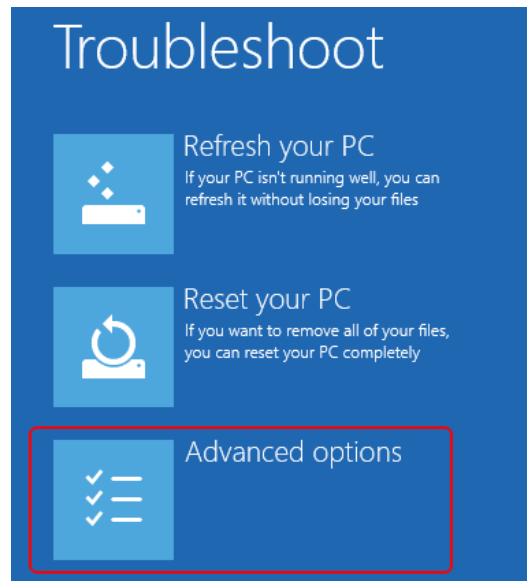 Troubleshoot
Refresh your PC
If your PC isn't running well, you can
refresh it without losing your files
Reset your PC
If you want to remove all of your files,
you can reset your PC completely
Advanced options